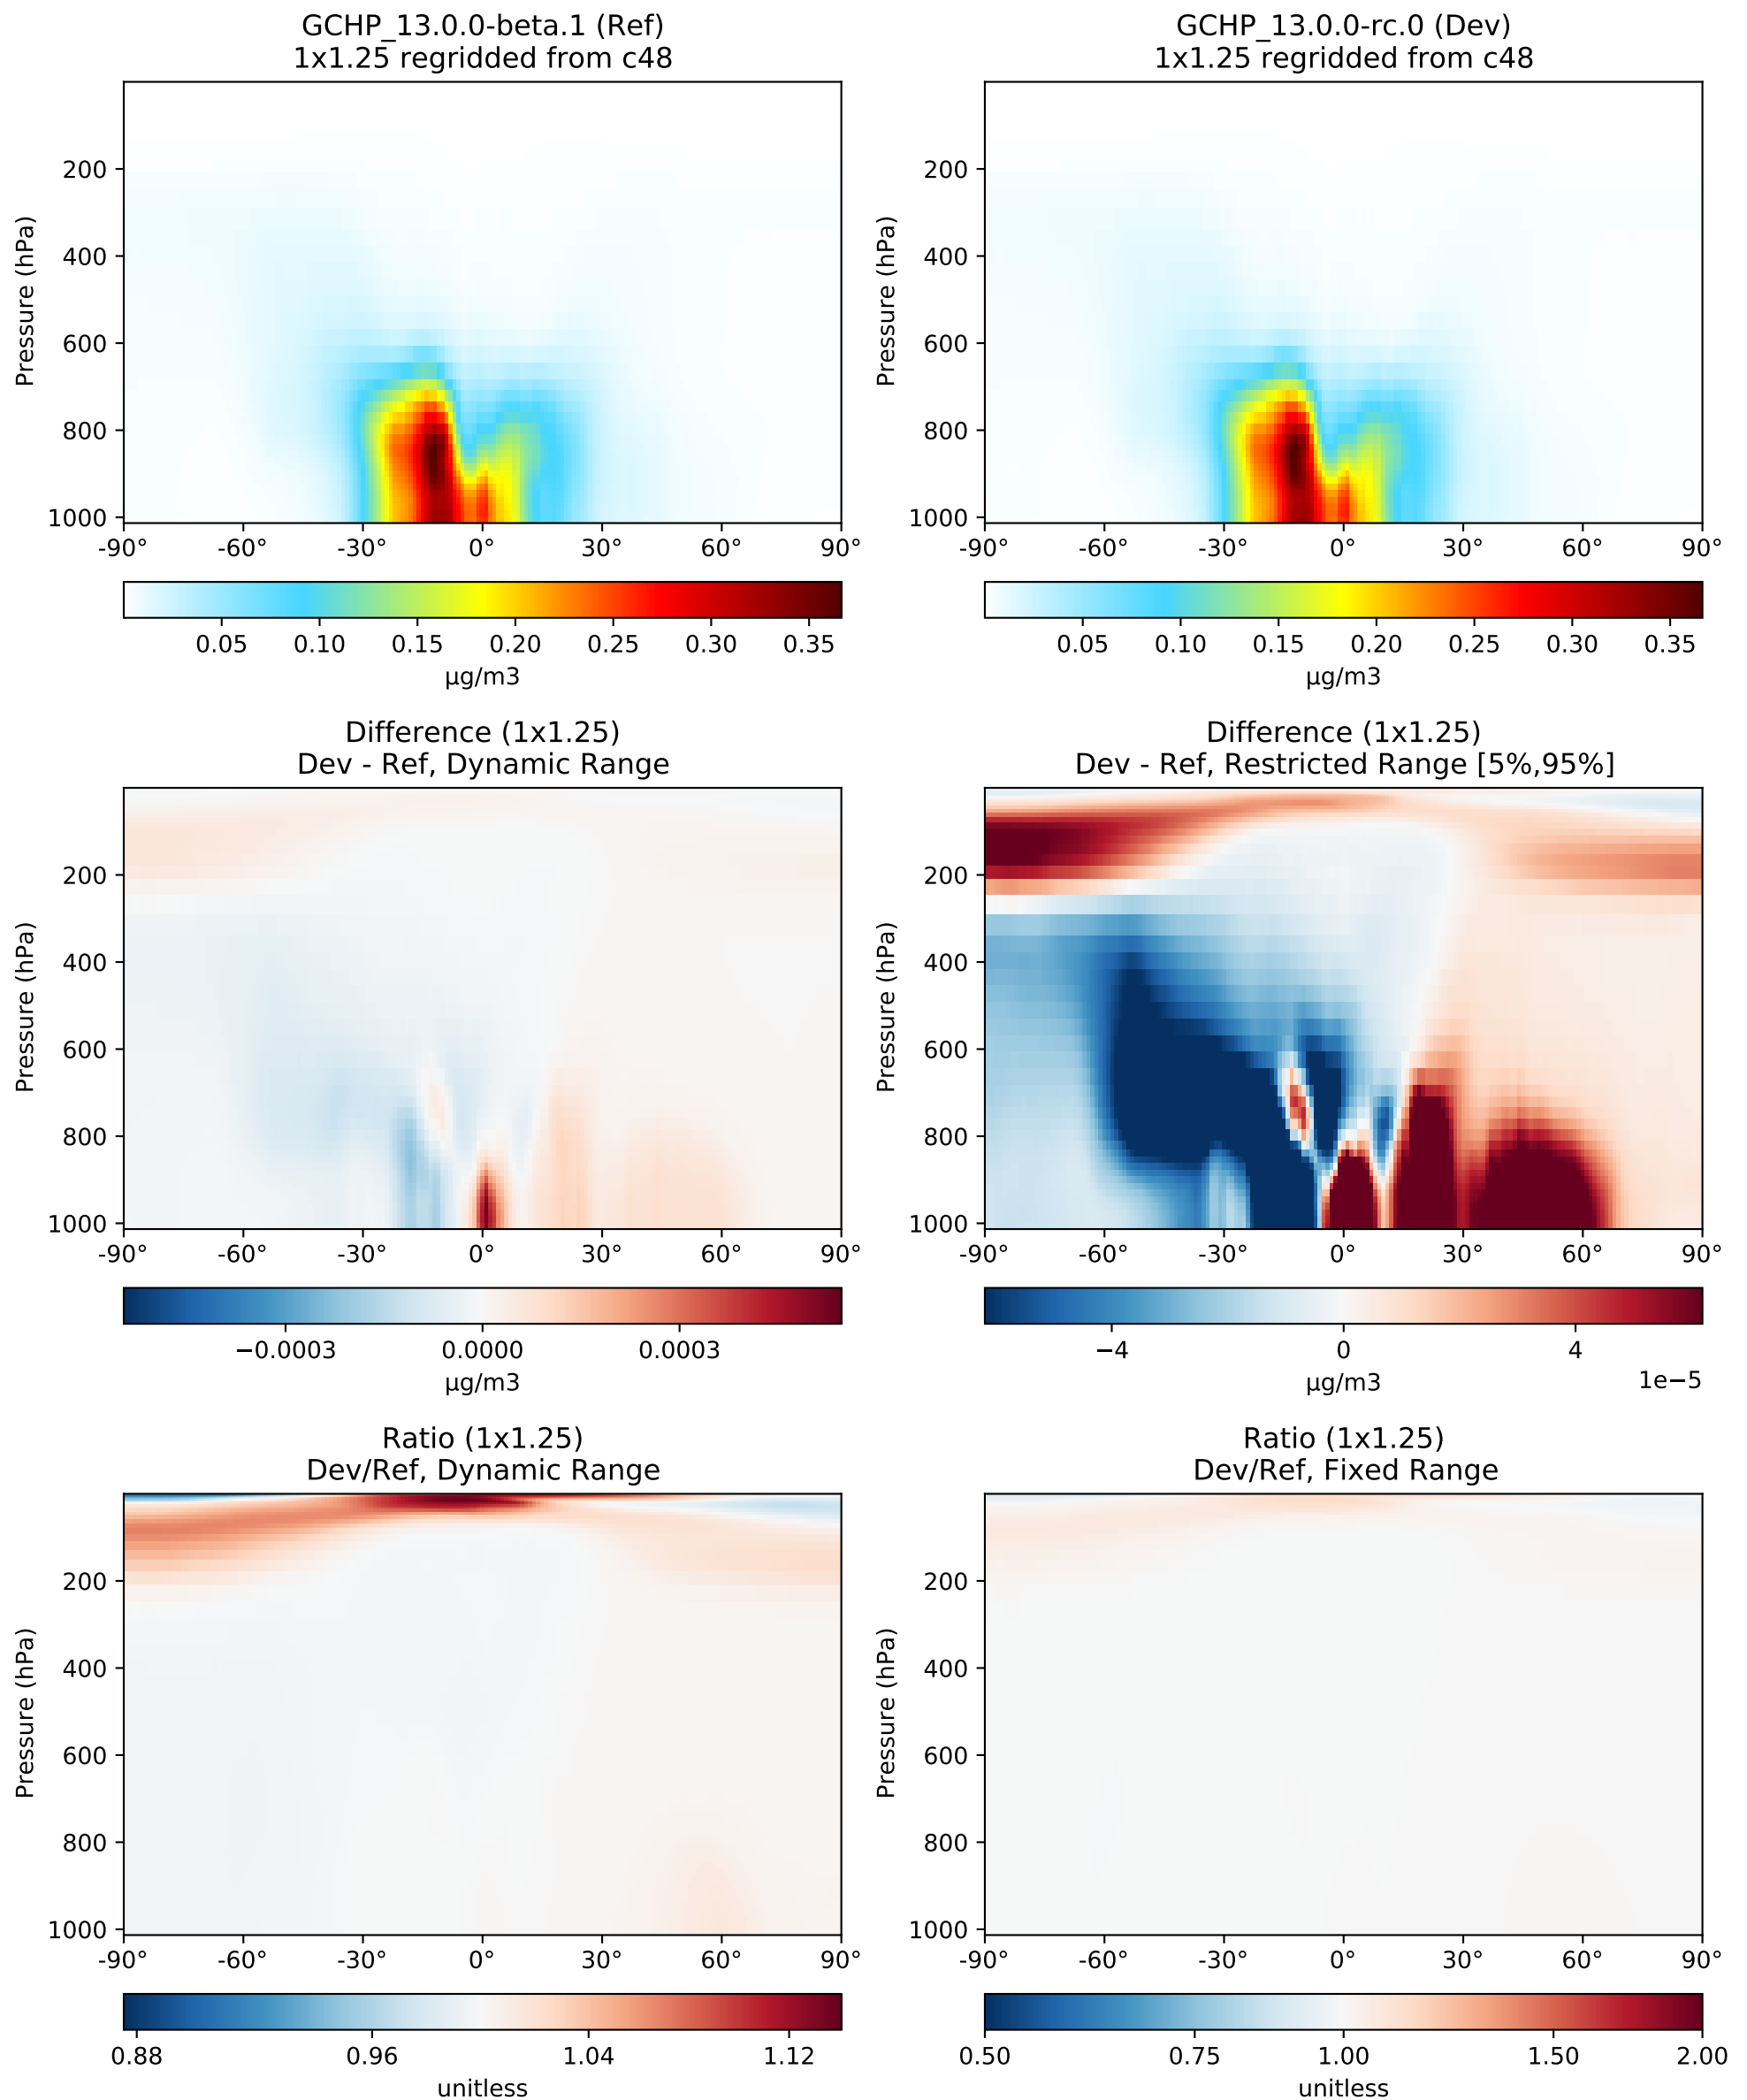 GCHP_13.0.0-beta.1 (Ref)
1x1.25 regridded from c48
GCHP_13.0.0-rc.0 (Dev)
1x1.25 regridded from c48
Pressure (hPa)
200
400
600
800
1000
-90° -60° -30° 0° 30° 60° 90°
0.05 0.10 0.15 0.20 0.25 0.30 0.35
µg/m3
Pressure (hPa)
200
400
600
800
1000
-90° -60° -30° 0° 30° 60° 90°
0.05 0.10 0.15 0.20 0.25 0.30 0.35
µg/m3
Difference (1x1.25)
Dev - Ref, Dynamic Range
Pressure (hPa)
200
400
600
800
1000
-90° -60° -30° 0° 30° 60° 90°
−0.0003 0.0000 0.0003
µg/m3
Difference (1x1.25)
Dev - Ref, Restricted Range [5%,95%]
Pressure (hPa)
200
400
600
800
1000
-90° -60° -30° 0° 30° 60° 90°
−4 0 4
µg/m3
1e−5
Ratio (1x1.25)
Dev/Ref, Dynamic Range
Pressure (hPa)
200
400
600
800
1000
-90° -60° -30° 0° 30° 60° 90°
0.88 0.96 1.04 1.12
unitless
Ratio (1x1.25)
Dev/Ref, Fixed Range
Pressure (hPa)
200
400
600
800
1000
-90° -60° -30° 0° 30° 60° 90°
0.50 0.75 1.00 1.50 2.00
unitless